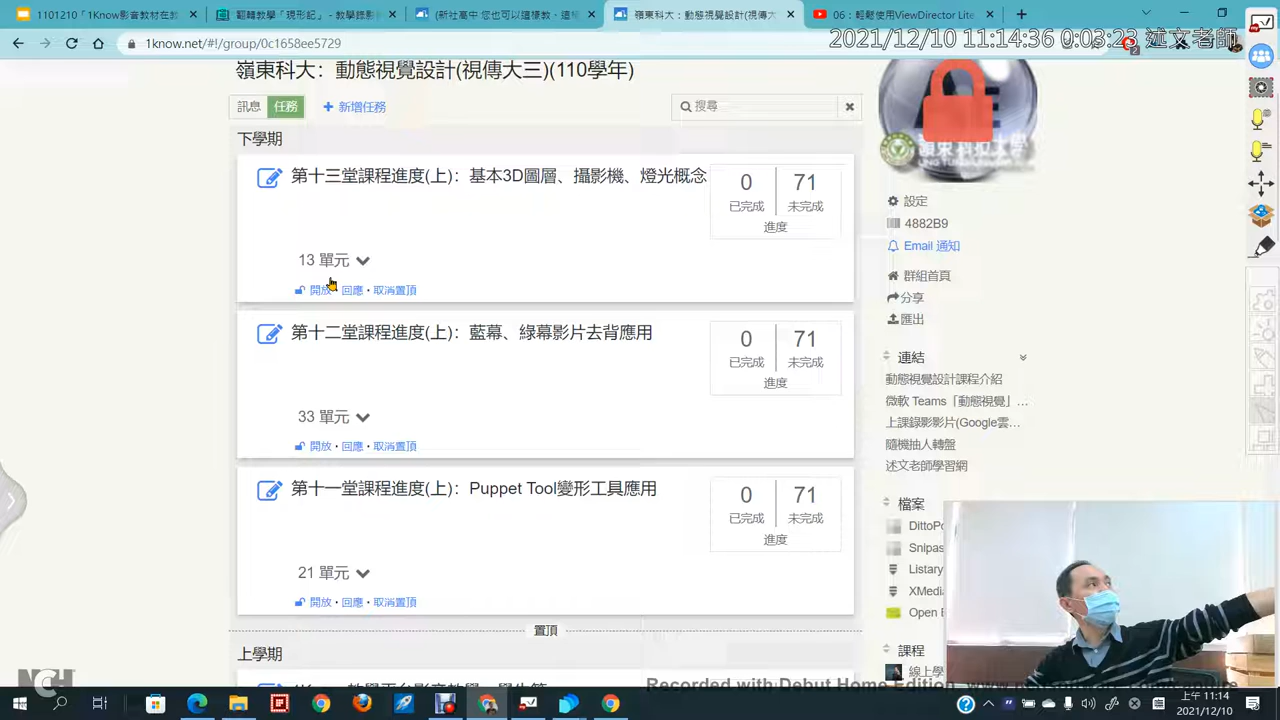 1101210「1Know影音教材在教
翻轉教學「現形記」- 教學錄影
(新社高中 您也可以這樣教 - 這樣
嶺東科大：動態視覺設計(視傳大
06：輕鬆使用ViewDirector Lite
1know.net/#!/group/0c1658ee5729
2021/12/10 11:14:36 0:03:23 述文老師
嶺東科大：動態視覺設計(視傳大三)(110學年)
訊息 任務 新增任務 搜尋
下學期
第十三堂課程進度(上)：基本3D圖層、攝影機、燈光概念
0 71
已完成 未完成
進度
13 單元
開放・回應・取消置頂
第十二堂課程進度(上)：藍幕、綠幕影片去背應用
0 71
已完成 未完成
進度
33 單元
開放・回應・取消置頂
第十一堂課程進度(上)：Puppet Tool變形工具應用
0 71
已完成 未完成
進度
21 單元
開放・回應・取消置頂
置頂
上學期
嶺東科技大學
設定
4882B9
Email 通知
群組首頁
分享
匯出
連結
動態視覺設計課程介紹
微軟 Teams「動態視覺」…
上課錄影影片(Google雲…
隨機抽人轉盤
述文老師學習網
檔案
DittoPo
Snipas
Listary
XMedia
Open
課程
線上學
NCH
Recorded with Debut Home Edition
上午 11:14
2021/12/10